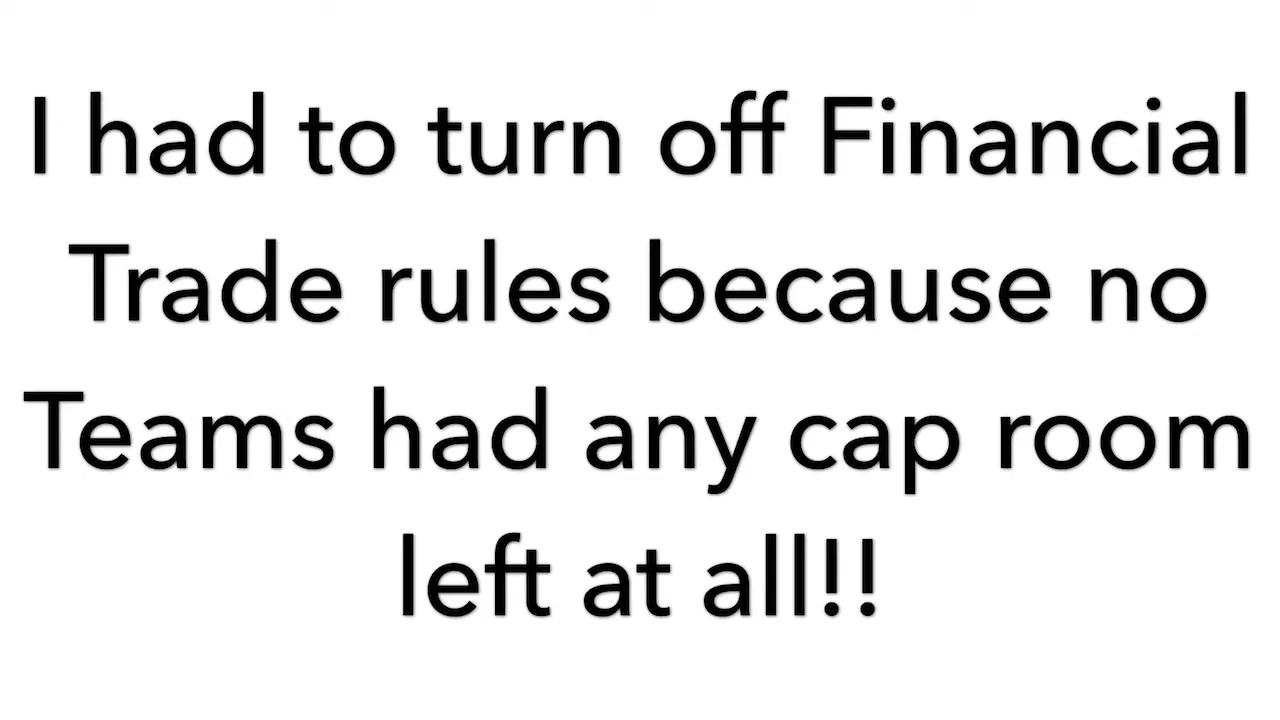 I had to turn off Financial
Trade rules because no
Teams had any cap room
left at all!!